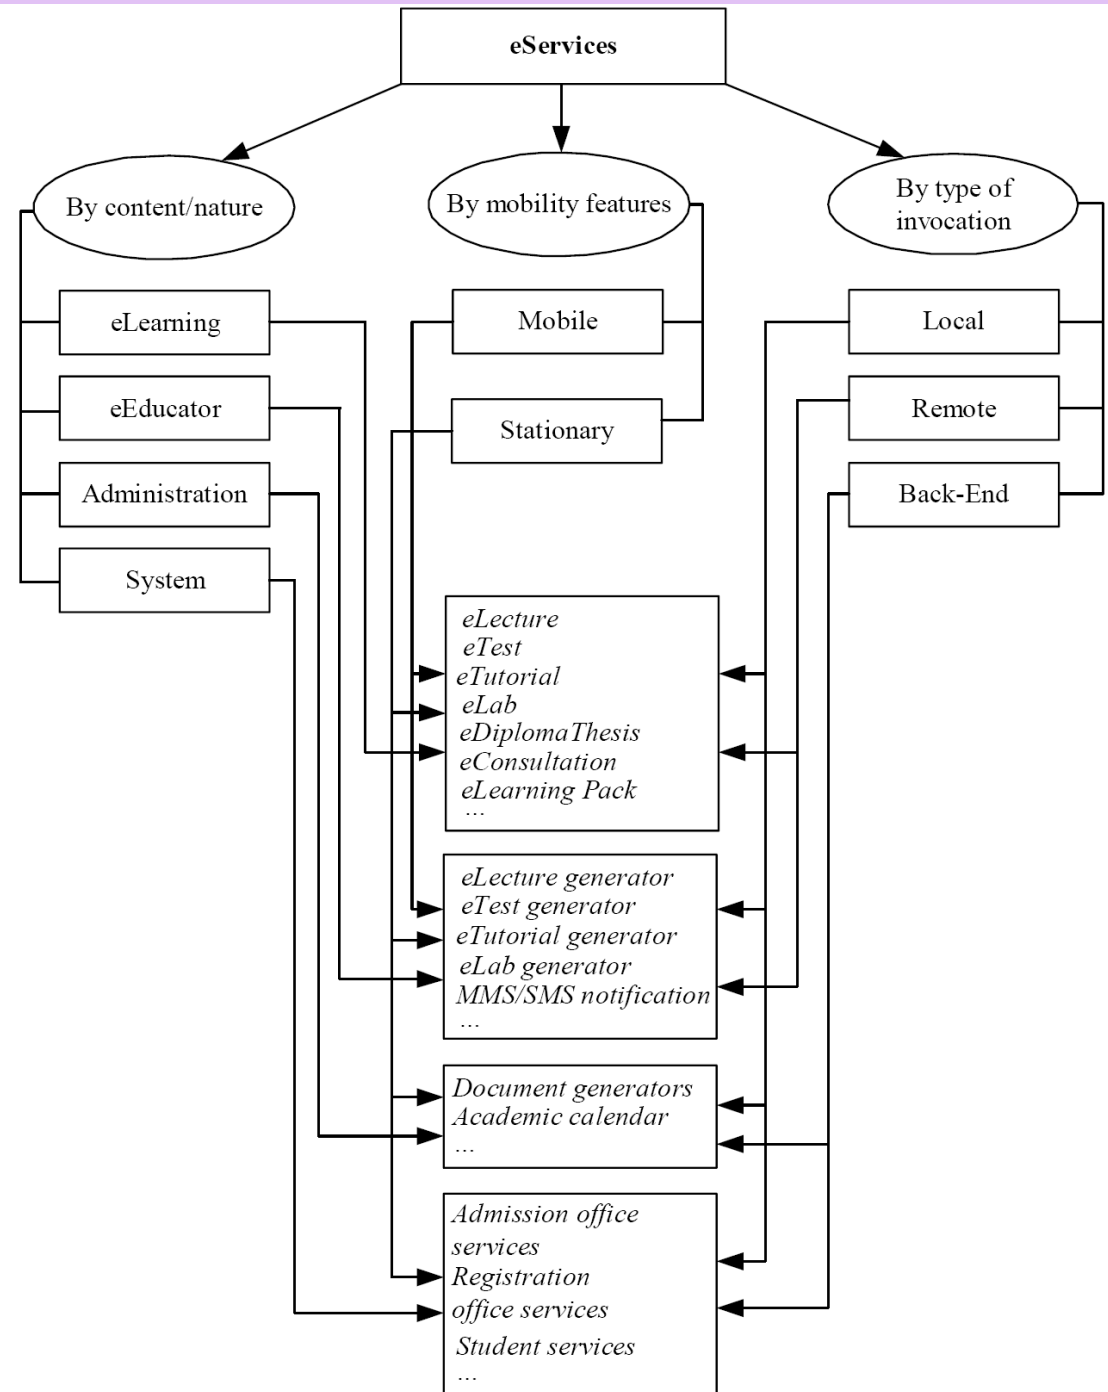 eServices
By content/nature
By mobility features
By type of
invocation
eLearning
Mobile
Local
eEducator
Stationary
Remote
Administration
Back-End
System
eLecture
eTest
eTutorial
eLab
eDiplomaThesis
eConsultation
eLearning Pack
...
eLecture generator
eTest generator
eTutorial generator
eLab generator
MMS/SMS notification
...
Document generators
Academic calendar
...
Admission office
services
Registration
office services
Student services
...